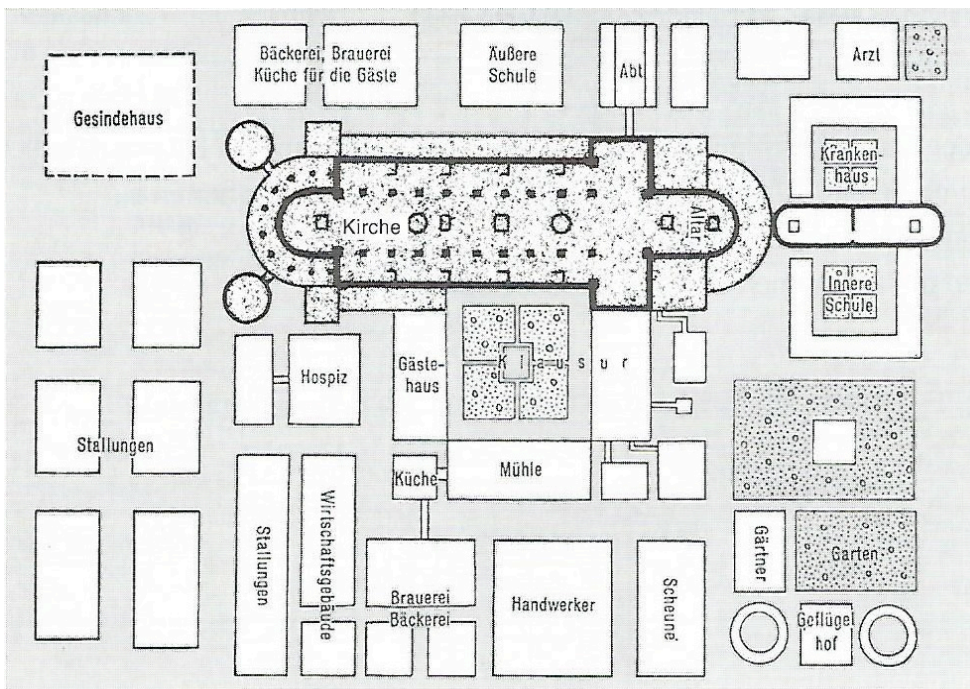 Bäckerei, Brauerei
Küche für die Gäste
Äußere
Schule
Abt
Arzt
Gesindehaus
Kranken-
haus
Kirche
Altar
Innere
Schule
Hospiz
Gäste-
haus
Klausur
Stallungen
Küche
Mühle
Stallungen
Wirtschaftsgebäude
Brauerei
Bäckerei
Handwerker
Scheune
Gärtner
Garten
Geflügel
hof